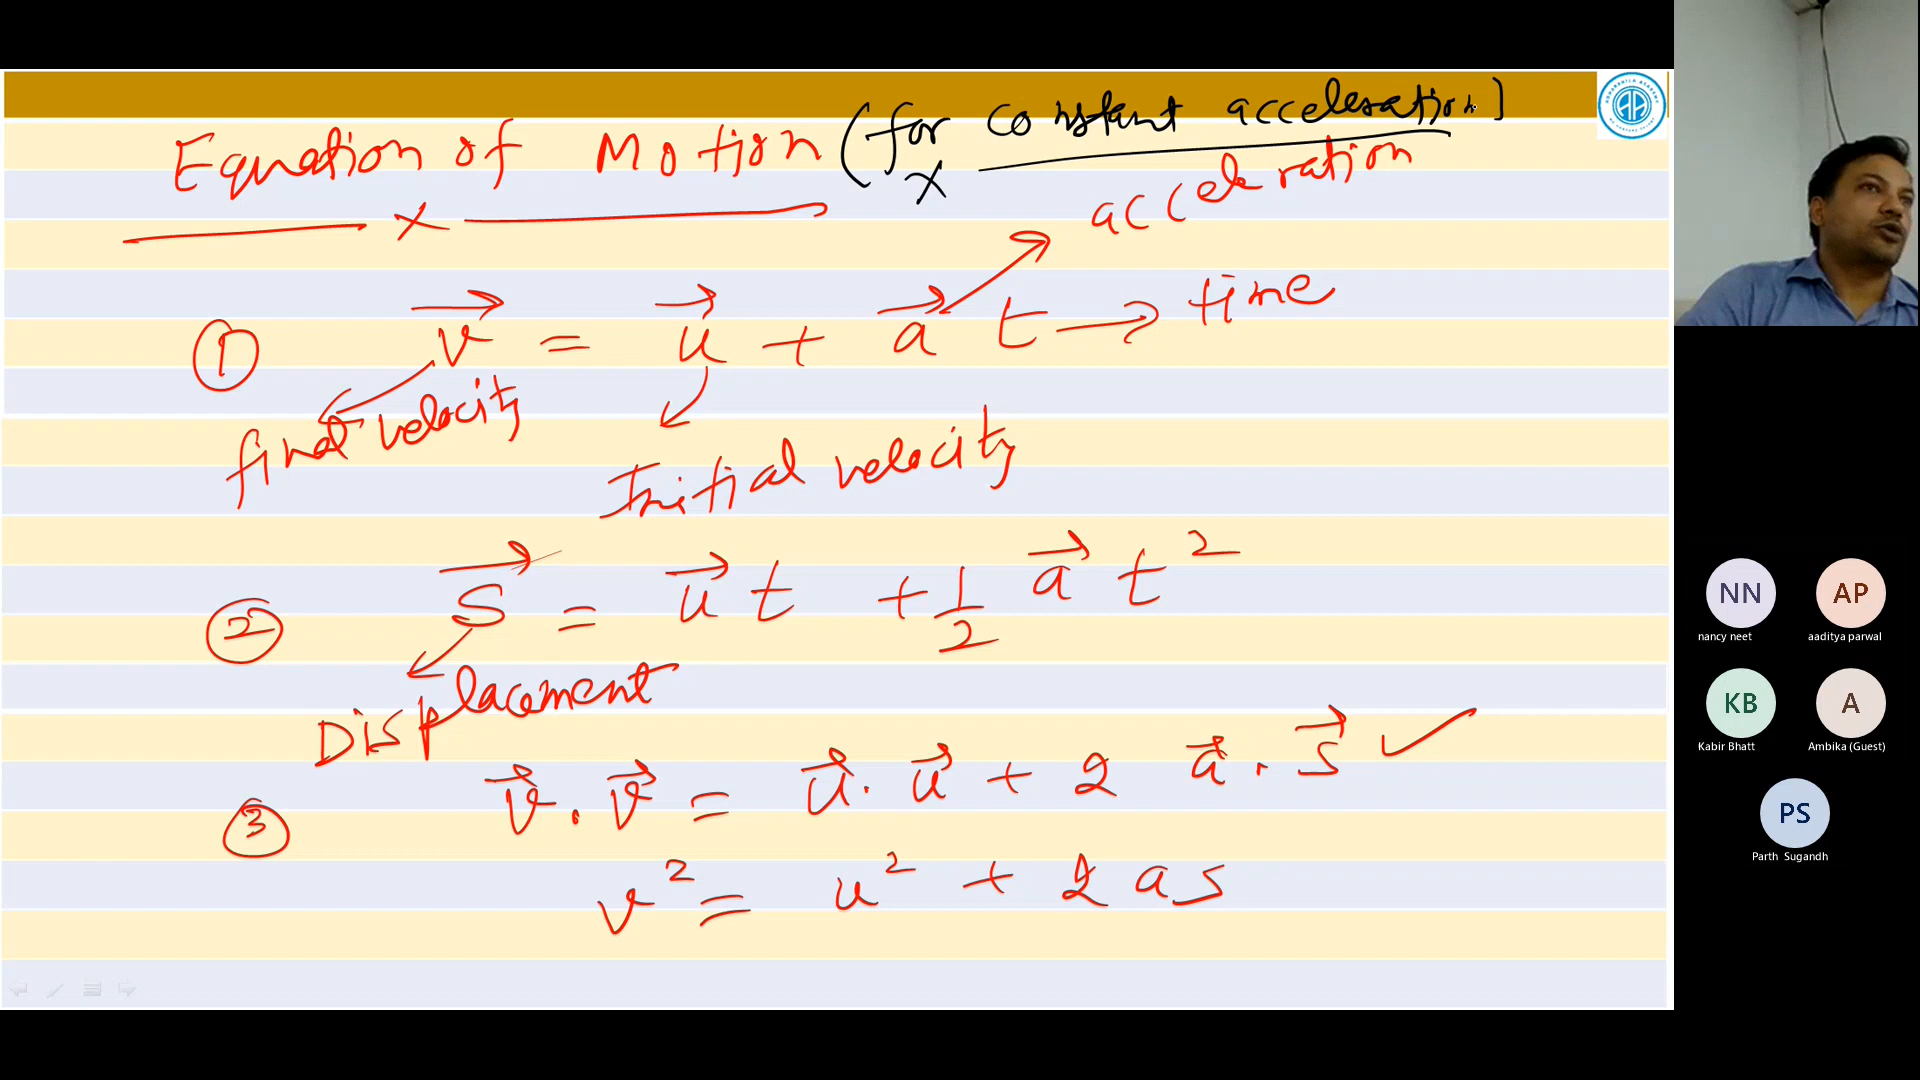 Equation of Motion (for constant acceleration)
x
x
acceleration
① v⃗ = u⃗ + a⃗ t → time
final velocity
Initial velocity
② s⃗ = u⃗ t + 1/2 a⃗ t²
Displacement
③ v⃗ . v⃗ = u⃗ . u⃗ + 2 a⃗ . s⃗ ✓
v² = u² + 2 a s
NN AP
nancy neet aaditya parwal
KB A
Kabir Bhatt Ambika (Guest)
PS
Parth Sugandh